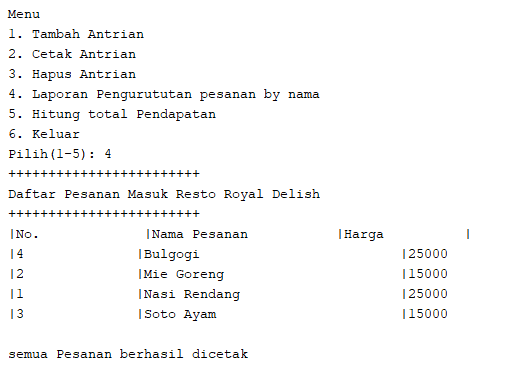 Menu
1. Tambah Antrian
2. Cetak Antrian
3. Hapus Antrian
4. Laporan Pengurututan pesanan by nama
5. Hitung total Pendapatan
6. Keluar
Pilih(1-5): 4
++++++++++++++++++++++++
Daftar Pesanan Masuk Resto Royal Delish
++++++++++++++++++++++++
|No. |Nama Pesanan |Harga |
|4 |Bulgogi |25000
|2 |Mie Goreng |15000
|1 |Nasi Rendang |25000
|3 |Soto Ayam |15000
semua Pesanan berhasil dicetak